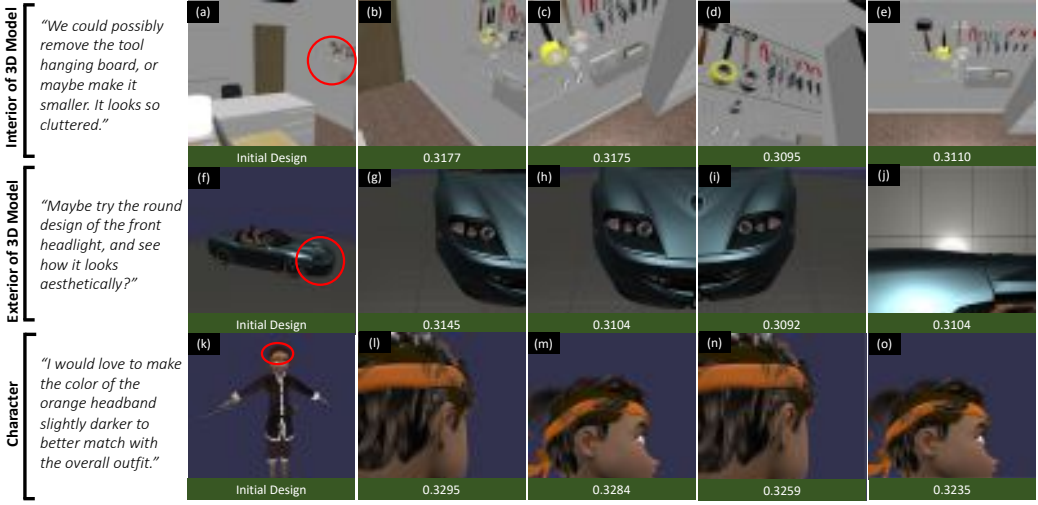 Interior of 3D Model
“We could possibly
remove the tool
hanging board, or
maybe make it
smaller. It looks so
cluttered.”
(a)
(b)
(c)
(d)
(e)
Initial Design
0.3177
0.3175
0.3095
0.3110
Exterior of 3D Model
“Maybe try the round
design of the front
headlight, and see
how it looks
aesthetically?”
(f)
(g)
(h)
(i)
(j)
Initial Design
0.3145
0.3104
0.3092
0.3104
Character
“I would love to make
the color of the
orange headband
slightly darker to
better match with
the overall outfit.”
(k)
(l)
(m)
(n)
(o)
Initial Design
0.3295
0.3284
0.3259
0.3235